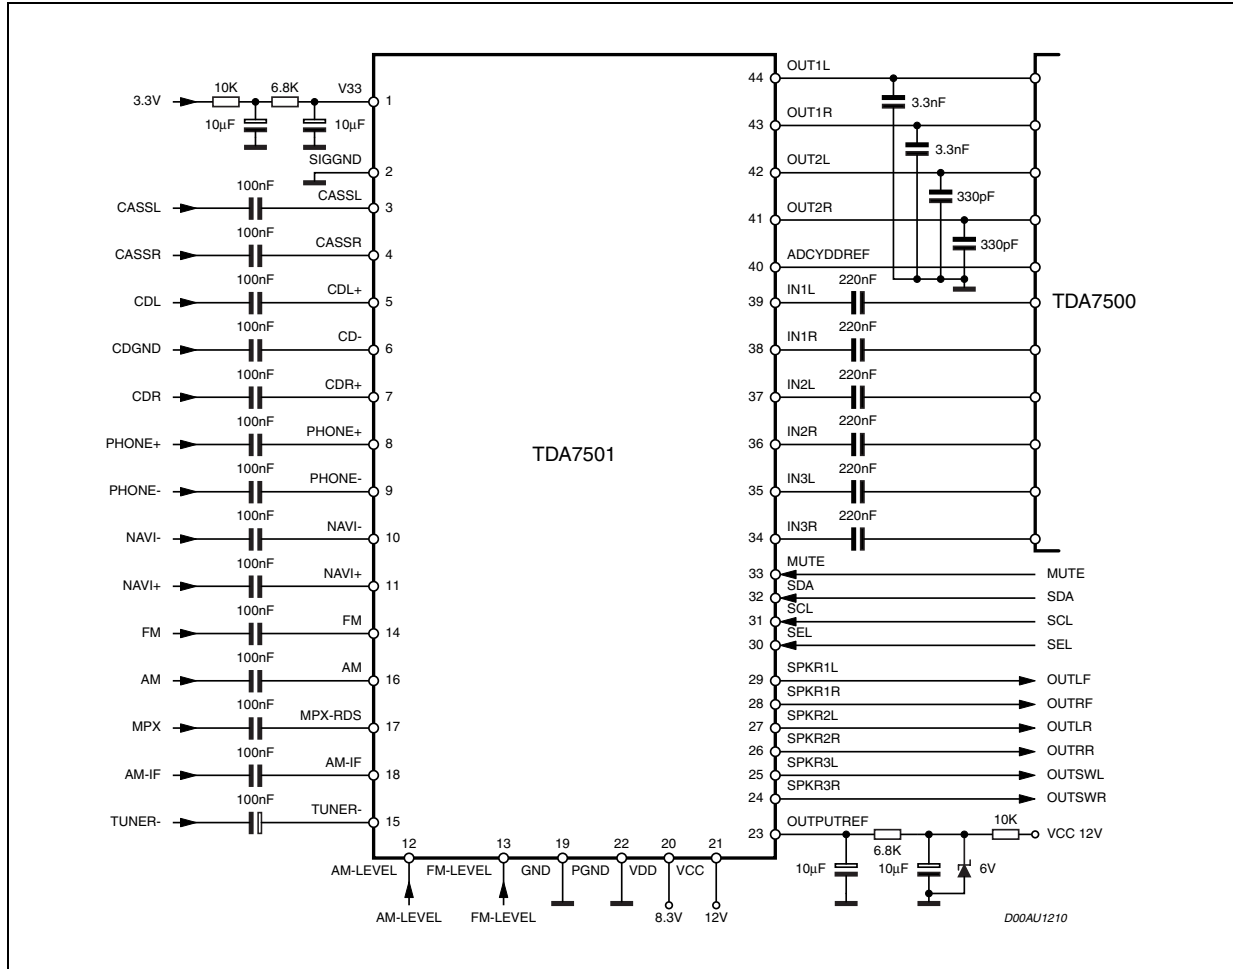 3.3V 10K 6.8K V33 1
10µF 10µF
SIGGND 2
CASSL 100nF CASSL 3
CASSR 100nF CASSR 4
CDL 100nF CDL+ 5
CDGND 100nF CD- 6
CDR 100nF CDR+ 7
PHONE+ 100nF PHONE+ 8
PHONE- 100nF PHONE- 9
NAVI- 100nF NAVI- 10
NAVI+ 100nF NAVI+ 11
FM 100nF FM 14
AM 100nF AM 16
MPX 100nF MPX-RDS 17
AM-IF 100nF AM-IF 18
TUNER- 100nF TUNER- 15
TDA7501
12 13 19 22 20 21
AM-LEVEL FM-LEVEL GND PGND VDD VCC
AM-LEVEL FM-LEVEL 8.3V 12V
44 OUT1L
3.3nF
43 OUT1R
3.3nF
42 OUT2L
330pF
41 OUT2R
330pF
40 ADCYDDREF
39 IN1L 220nF
38 IN1R 220nF
37 IN2L 220nF
36 IN2R 220nF
35 IN3L 220nF
34 IN3R 220nF
TDA7500
33 MUTE MUTE
32 SDA SDA
31 SCL SCL
30 SEL SEL
29 SPKR1L OUTLF
28 SPKR1R OUTRF
27 SPKR2L OUTLR
26 SPKR2R OUTRR
25 SPKR3L OUTSWL
24 SPKR3R OUTSWR
23 OUTPUTREF 6.8K 10K VCC 12V
10µF 10µF 6V
D00AU1210